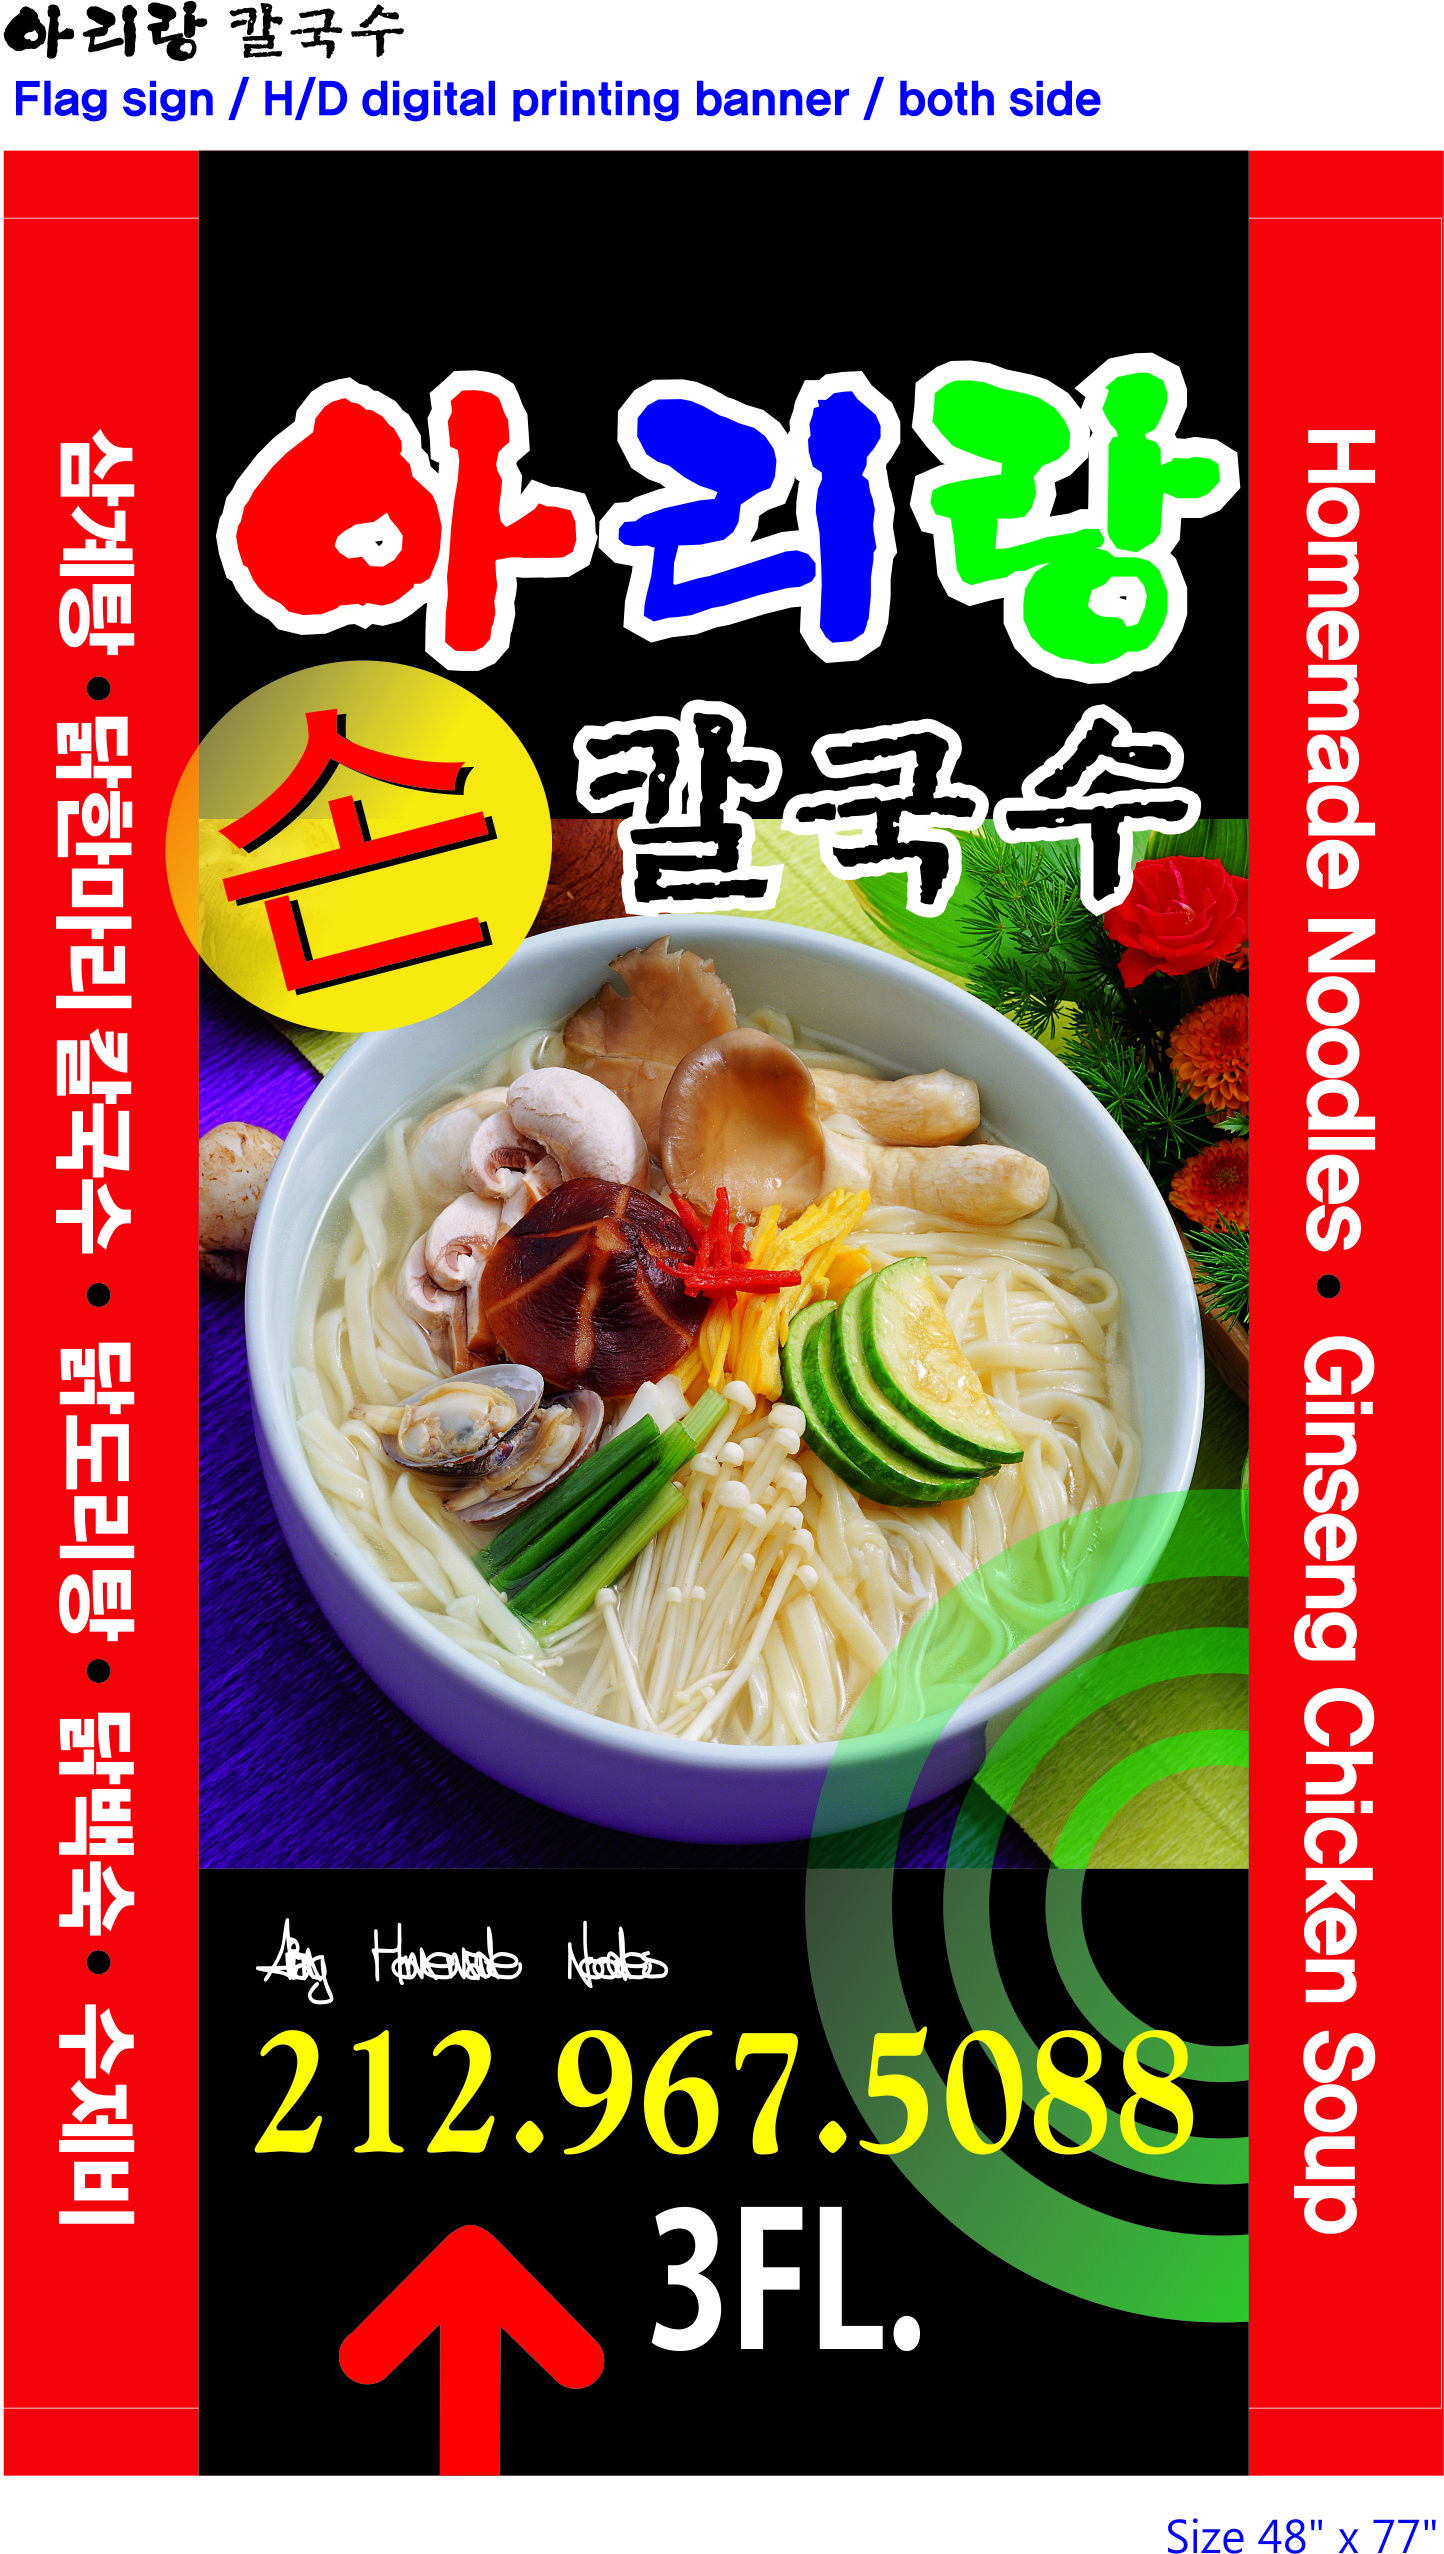 아리랑 칼국수
Flag sign / H/D digital printing banner / both side
아리랑
손 칼국수
삼계탕 • 닭한마리 칼국수 • 닭도리탕 • 닭백숙 • 수제비
Homemade Noodles • Ginseng Chicken Soup
Homemade Noodles
212.967.5088
3FL.
Size 48" x 77"